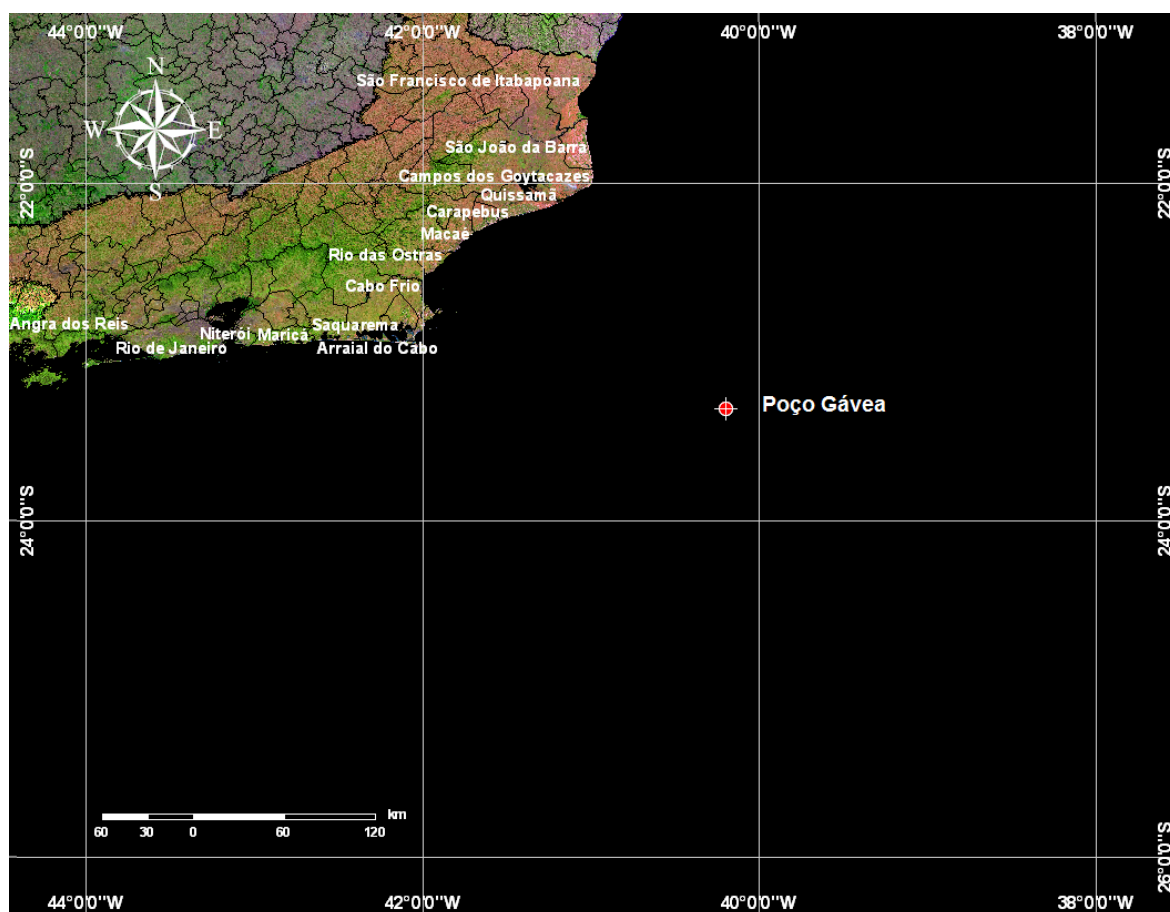 44°0'0"W 42°0'0"W 40°0'0"W 38°0'0"W
N
São Francisco de Itabapoana
W E
São João da Barra
S
Campos dos Goytacazes
22°0'0"S 22°0'0"S
Quissamã
Carapebus
Macaé
Rio das Ostras
Cabo Frio
Angra dos Reis
Saquarema
Niterói Maricá
Rio de Janeiro
Arraial do Cabo
Poço Gávea
24°0'0"S 24°0'0"S
km
60 30 0 60 120
26°0'0"S
44°0'0"W 42°0'0"W 40°0'0"W 38°0'0"W